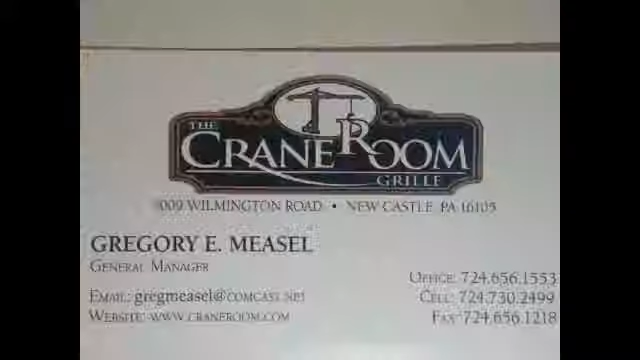 THE
CRANE ROOM
GRILLE
WILMINGTON ROAD • NEW CASTLE PA 16105
GREGORY E. MEASEL
GENERAL MANAGER
OFFICE: 724.656.1553
EMAIL: gregmeasel@COMCAST.NET
CELL: 724.730.2499
WEBSITE: WWW.CRANEROOM.COM
FAX: 724.656.1218